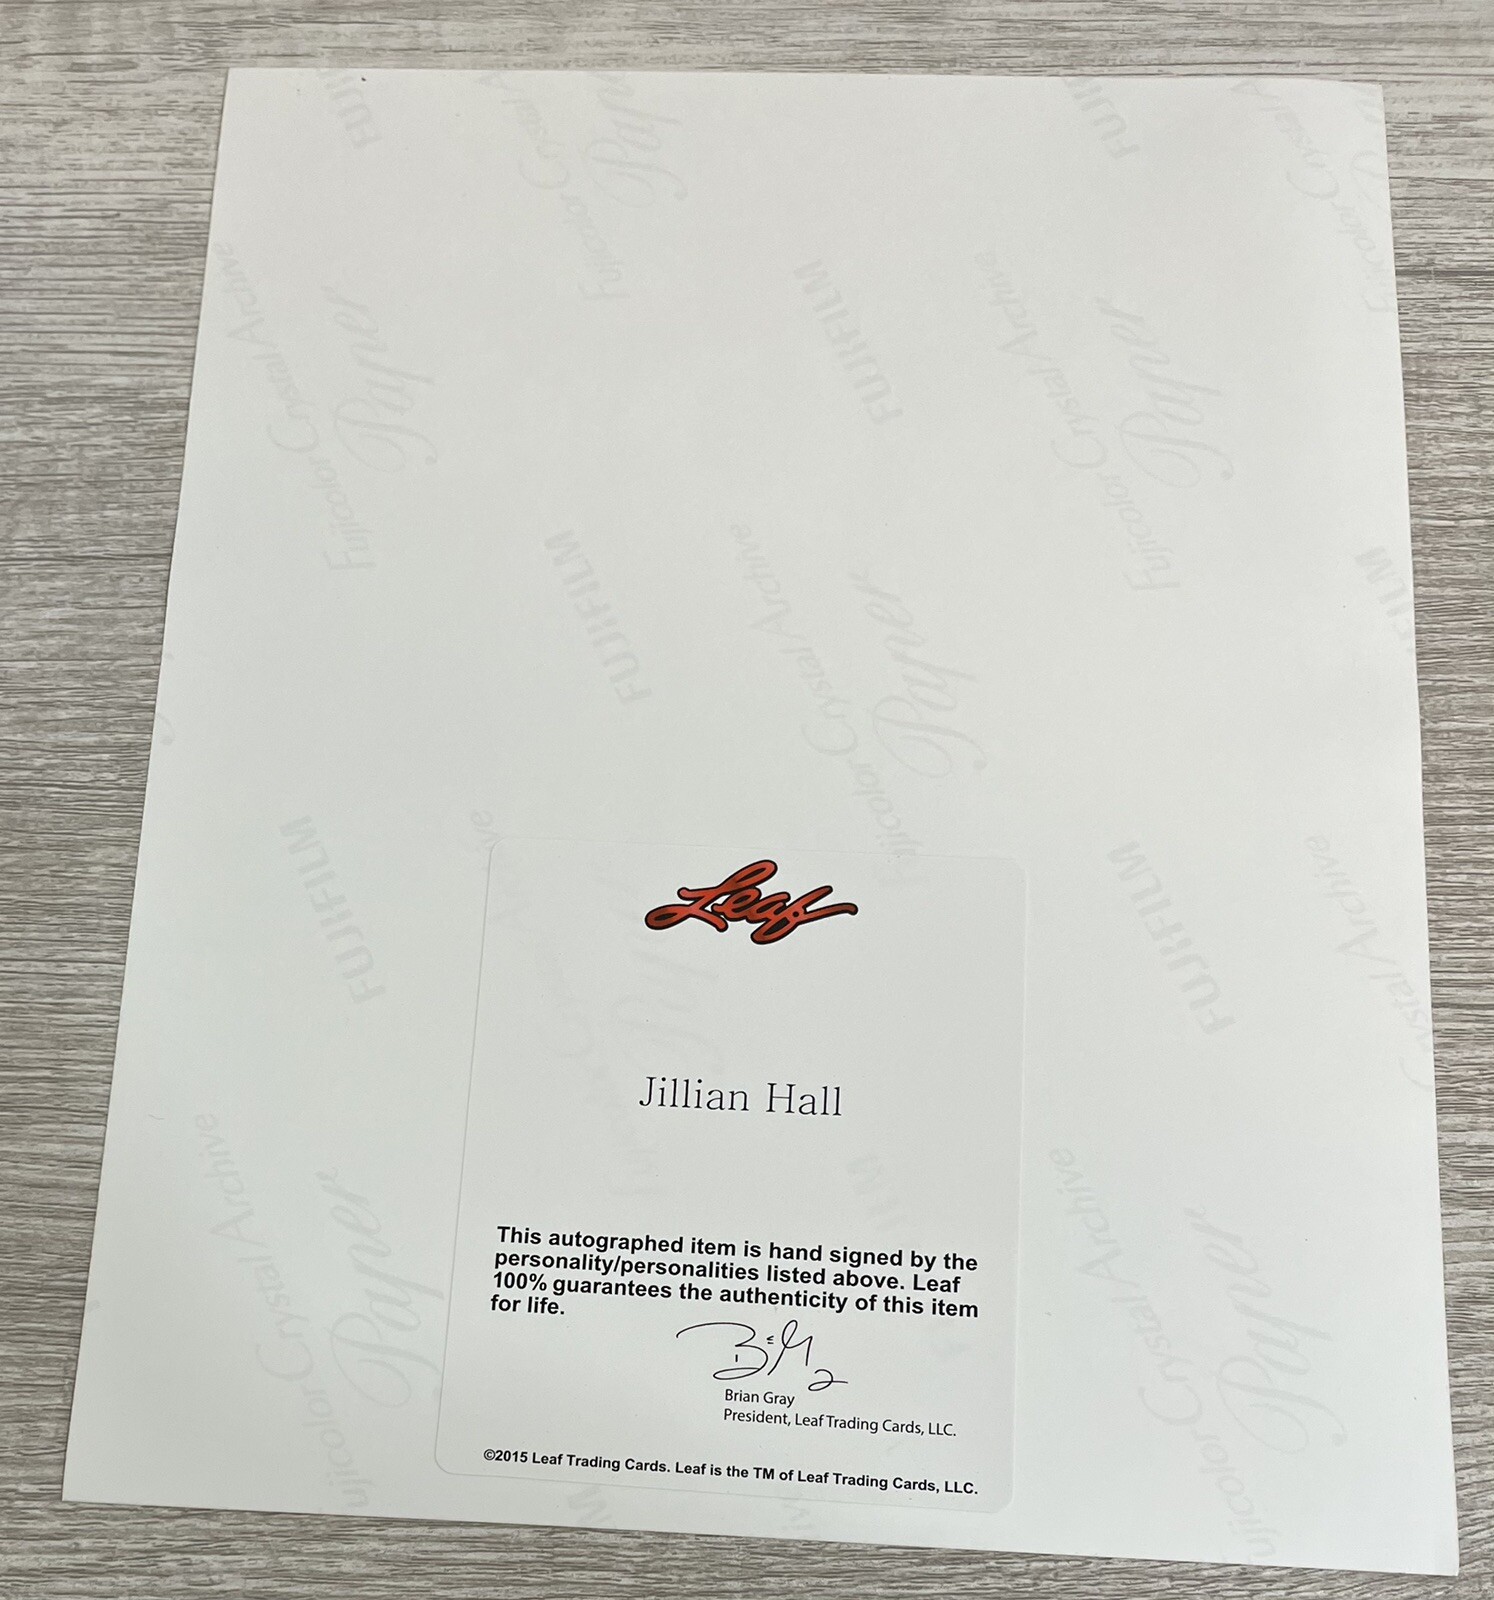 Leaf
Jillian Hall
This autographed item is hand signed by the
personality/personalities listed above. Leaf
100% guarantees the authenticity of this item
for life.
Brian Gray
President, Leaf Trading Cards, LLC.
©2015 Leaf Trading Cards. Leaf is the TM of Leaf Trading Cards, LLC.
FUJIFILM
Fujicolor Crystal Archive
Paper